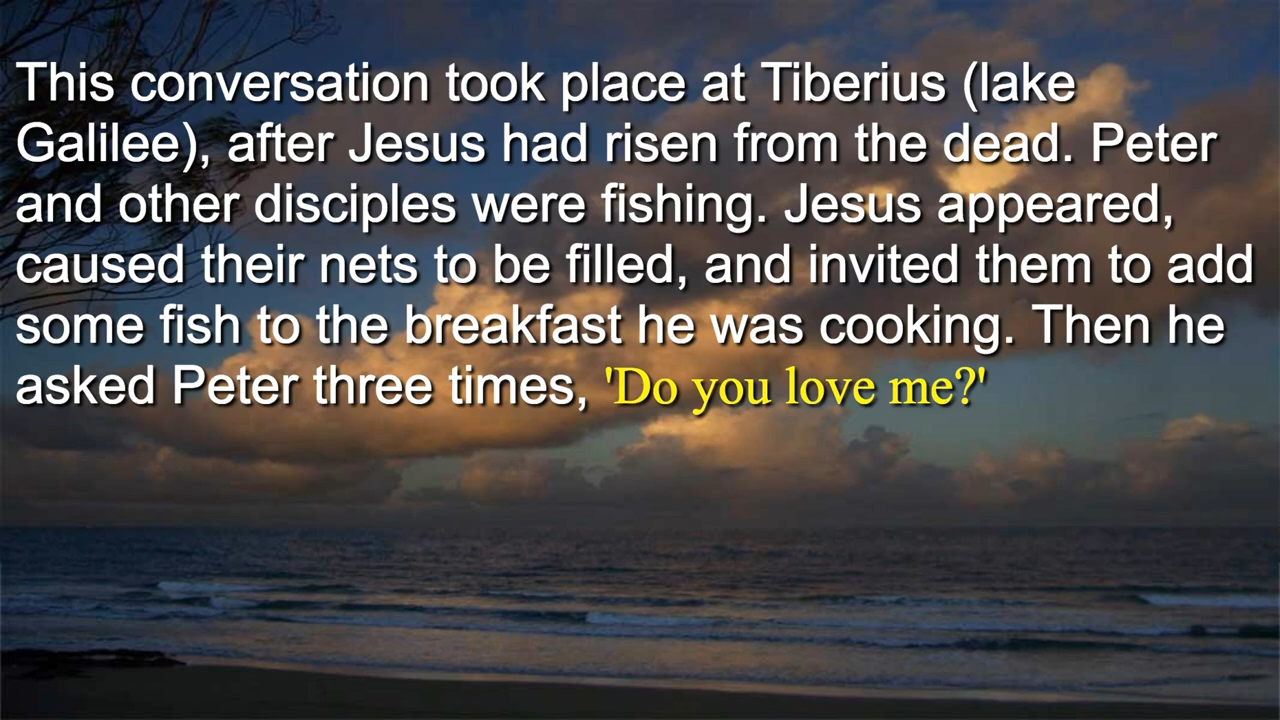 This conversation took place at Tiberius (lake
Galilee), after Jesus had risen from the dead. Peter
and other disciples were fishing. Jesus appeared,
caused their nets to be filled, and invited them to add
some fish to the breakfast he was cooking. Then he
asked Peter three times, 'Do you love me?'